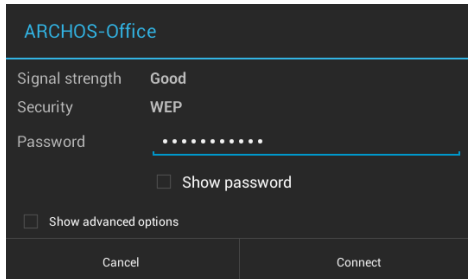 ARCHOS-Office
Signal strength Good
Security WEP
Password •••••••••••
Show password
Show advanced options
Cancel Connect